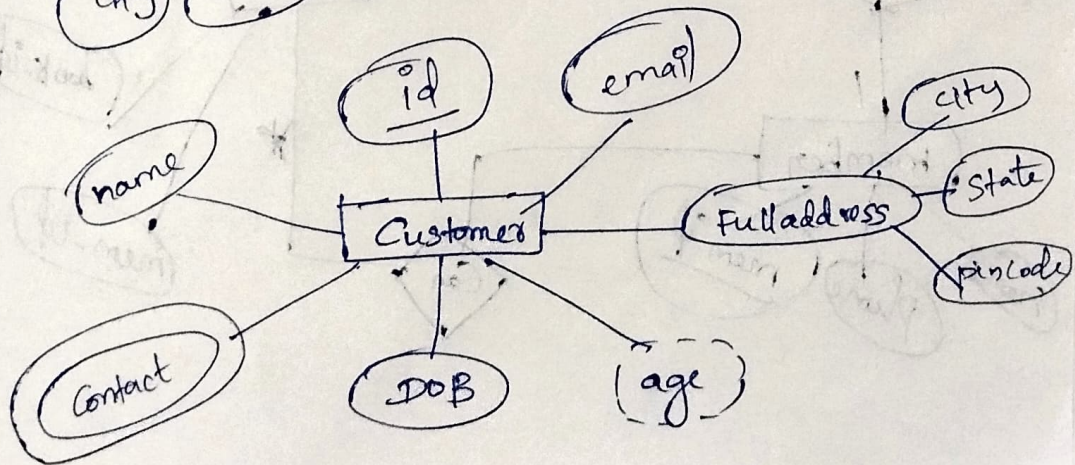 id
email
city
name
State
Customer
Fulladdress
pincode
Contact
DOB
age